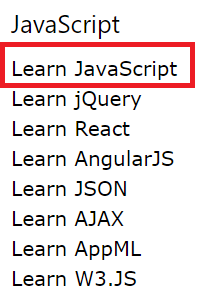 JavaScript
Learn JavaScript
Learn jQuery
Learn React
Learn AngularJS
Learn JSON
Learn AJAX
Learn AppML
Learn W3.JS